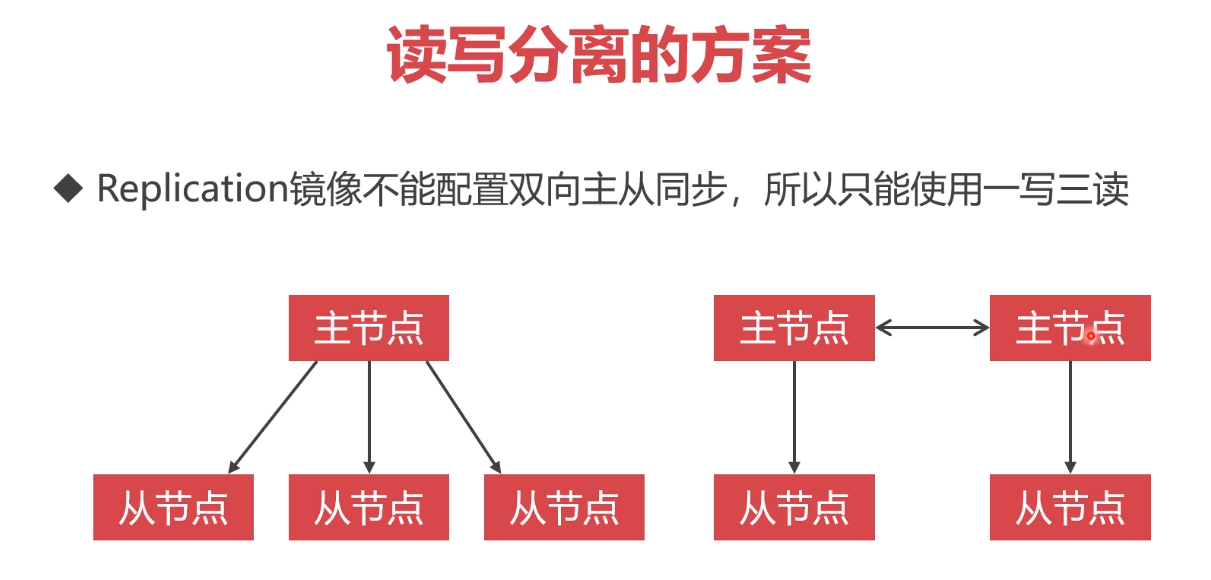 读写分离的方案
◆ Replication镜像不能配置双向主从同步，所以只能使用一写三读
主节点 主节点 主节点
从节点 从节点 从节点 从节点 从节点